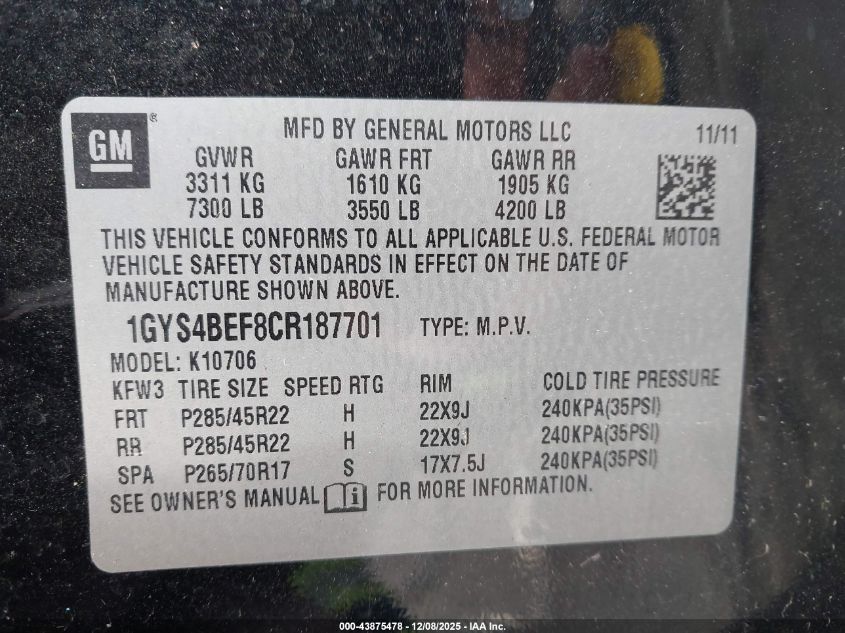 GM®
MFD BY GENERAL MOTORS LLC 11/11
GVWR GAWR FRT GAWR RR
3311 KG 1610 KG 1905 KG
7300 LB 3550 LB 4200 LB
THIS VEHICLE CONFORMS TO ALL APPLICABLE U.S. FEDERAL MOTOR
VEHICLE SAFETY STANDARDS IN EFFECT ON THE DATE OF
MANUFACTURE SHOWN ABOVE.
1GYS4BEF8CR187701 TYPE: M.P.V.
MODEL: K10706
KFW3 TIRE SIZE SPEED RTG RIM COLD TIRE PRESSURE
FRT P285/45R22 H 22X9J 240KPA(35PSI)
RR P285/45R22 H 22X9J 240KPA(35PSI)
SPA P265/70R17 S 17X7.5J 240KPA(35PSI)
SEE OWNER'S MANUAL i FOR MORE INFORMATION.
000-43875478 - 12/08/2025 - IAA Inc.